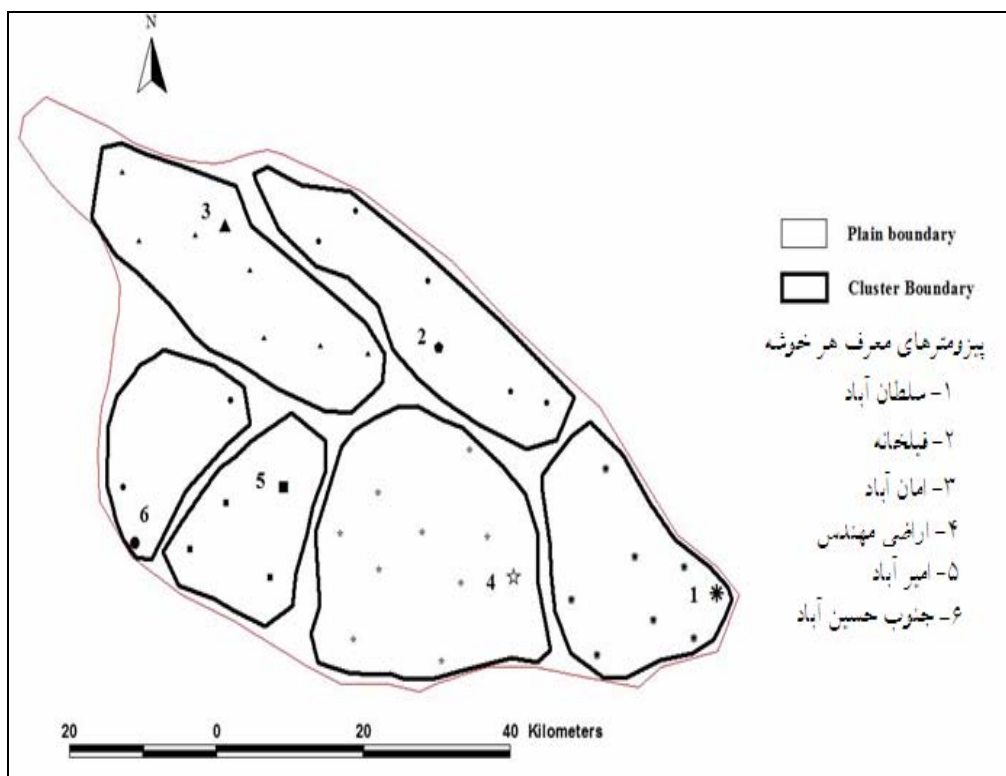 N
3
2
5
6
4
1
Plain boundary
Cluster Boundary
پیزومترهای معرف هر خوشه
۱- سلطان آباد
۲- فیلخانه
۳- امان آباد
۴- اراضی مهندس
۵- امیر آباد
۶- جنوب حسین آباد
20 0 20 40 Kilometers